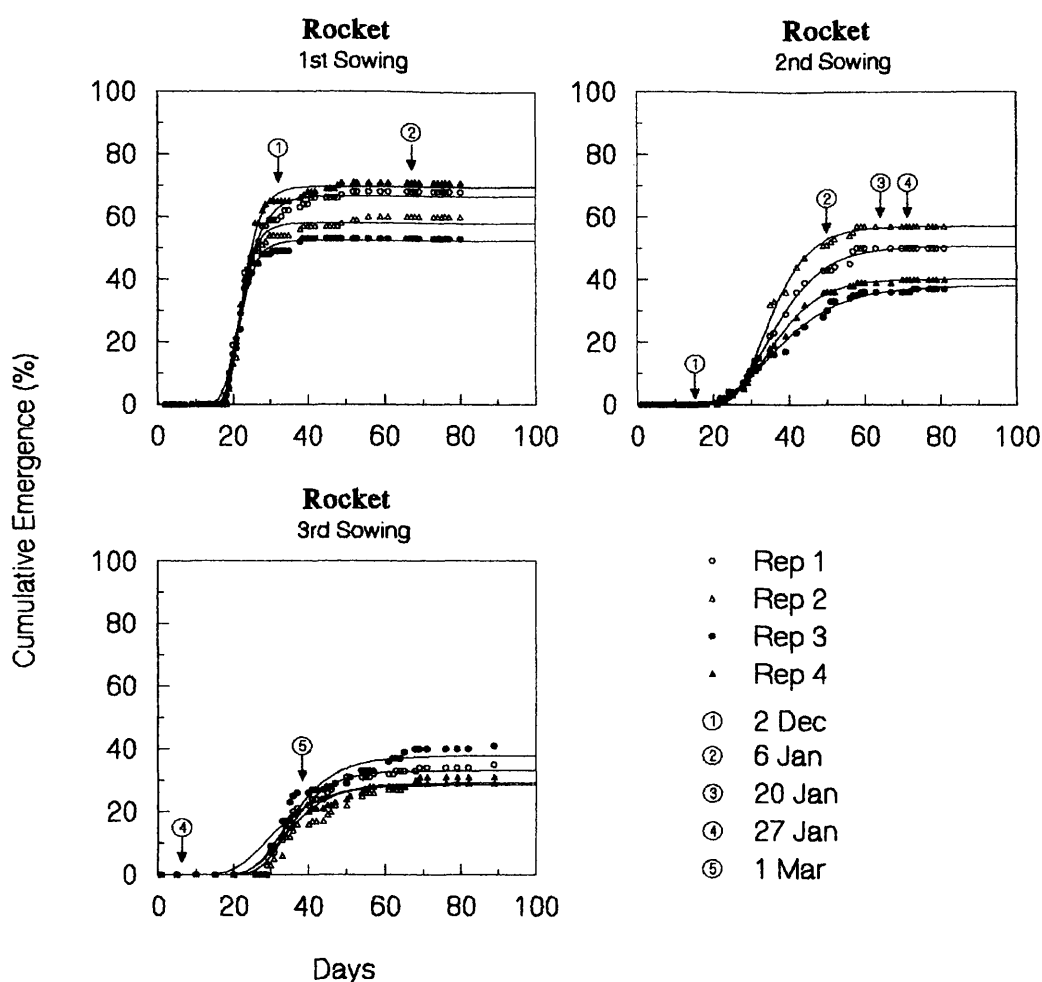 Rocket
1st Sowing
Rocket
2nd Sowing
100
80
60
40
20
0
0 20 40 60 80 100
① ②
100
80
60
40
20
0
0 20 40 60 80 100
① ② ③ ④
Cumulative Emergence (%)
Rocket
3rd Sowing
100
80
60
40
20
0
0 20 40 60 80 100
④ ⑤
Days
Rep 1
Rep 2
Rep 3
Rep 4
① 2 Dec
② 6 Jan
③ 20 Jan
④ 27 Jan
⑤ 1 Mar